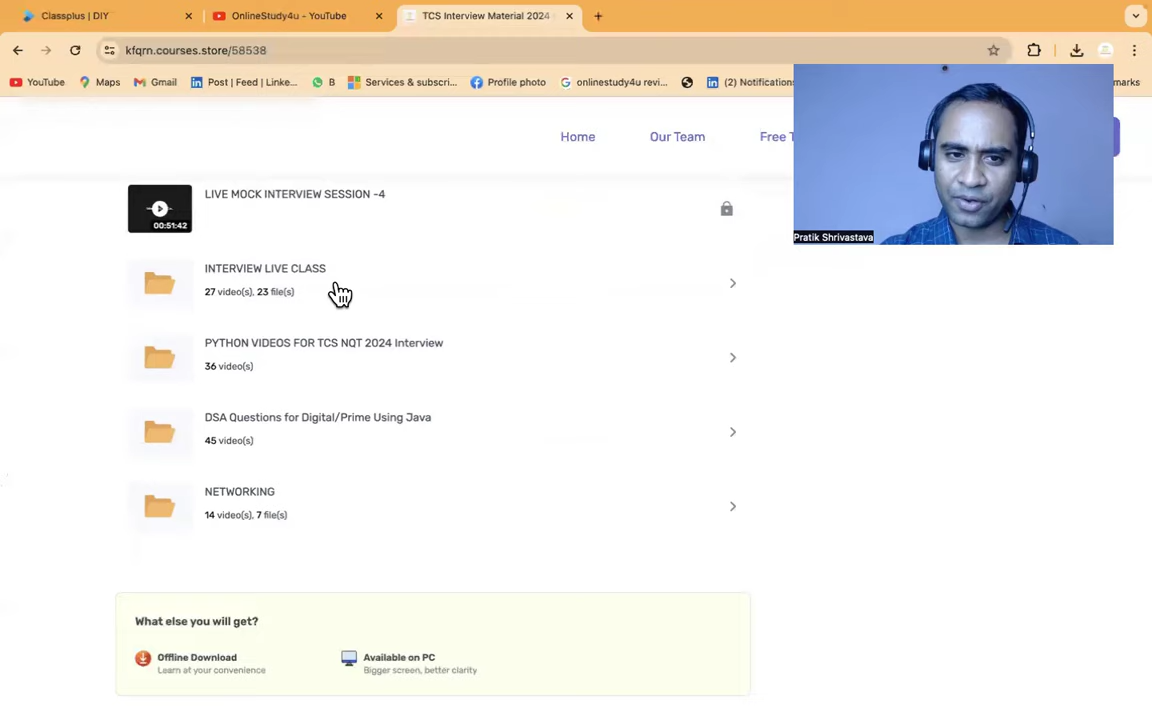 Classplus | DIY
OnlineStudy4u - YouTube
TCS Interview Material 2024
kfqrn.courses.store/58538
YouTube
Maps
Gmail
Post | Feed | Linke...
B
Services & subscri...
Profile photo
onlinestudy4u revi...
(2) Notifications
marks
Home
Our Team
Free T
LIVE MOCK INTERVIEW SESSION -4
00:51:42
Pratik Shrivastava
INTERVIEW LIVE CLASS
27 video(s), 23 file(s)
PYTHON VIDEOS FOR TCS NQT 2024 Interview
36 video(s)
DSA Questions for Digital/Prime Using Java
45 video(s)
NETWORKING
14 video(s), 7 file(s)
What else you will get?
Offline Download
Learn at your convenience
Available on PC
Bigger screen, better clarity